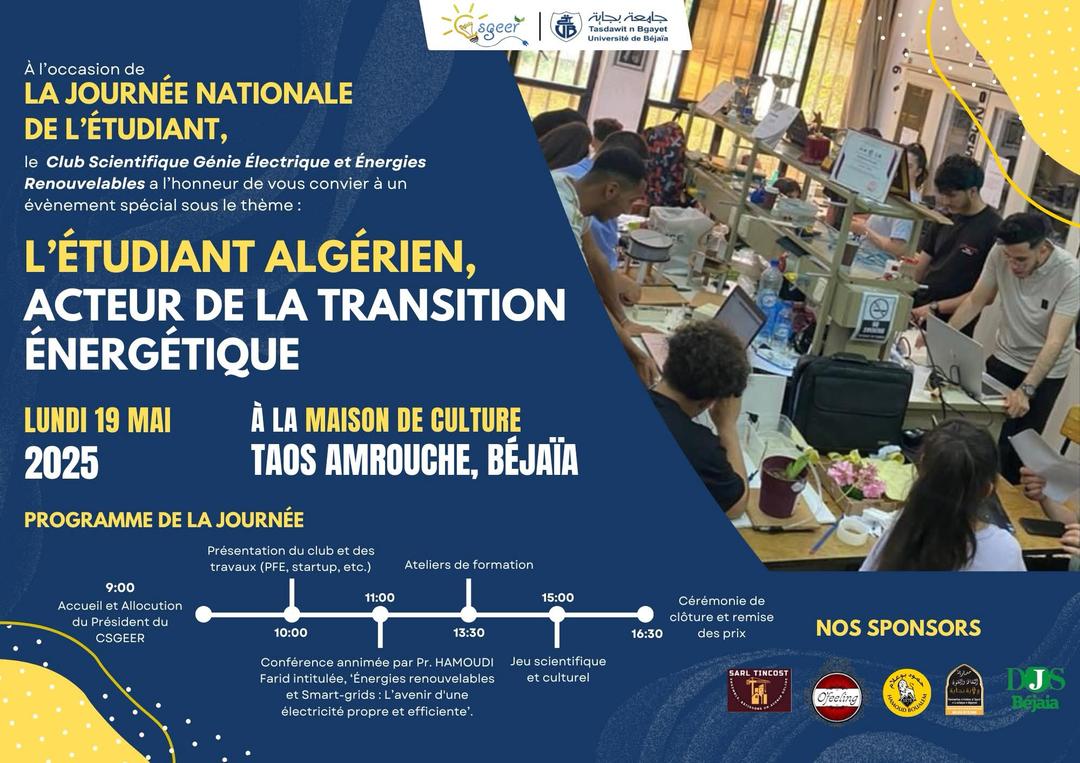 Csgeer
جامعة بجاية
Tasdawit n Bgayet
Université de Béjaïa
À l'occasion de
LA JOURNÉE NATIONALE
DE L'ÉTUDIANT,
le Club Scientifique Génie Électrique et Énergies
Renouvelables a l'honneur de vous convier à un
évènement spécial sous le thème :
L'ÉTUDIANT ALGÉRIEN,
ACTEUR DE LA TRANSITION
ÉNERGÉTIQUE
LUNDI 19 MAI
2025
À LA MAISON DE CULTURE
TAOS AMROUCHE, BÉJAÏA
PROGRAMME DE LA JOURNÉE
9:00
Accueil et Allocution
du Président du
CSGEER
Présentation du club et des
travaux (PFE, startup, etc.)
10:00
11:00
Conférence annimée par Pr. HAMOUDI
Farid intitulée, 'Énergies renouvelables
et Smart-grids : L'avenir d'une
électricité propre et efficiente'.
Ateliers de formation
13:30
15:00
Jeu scientifique
et culturel
16:30
Cérémonie de
clôture et remise
des prix
NOS SPONSORS
SARL TINCOST
O'feeling
حمود بوعلام
HAMOUD BOUALEM
DJS
Béjaia
NO SMOKING